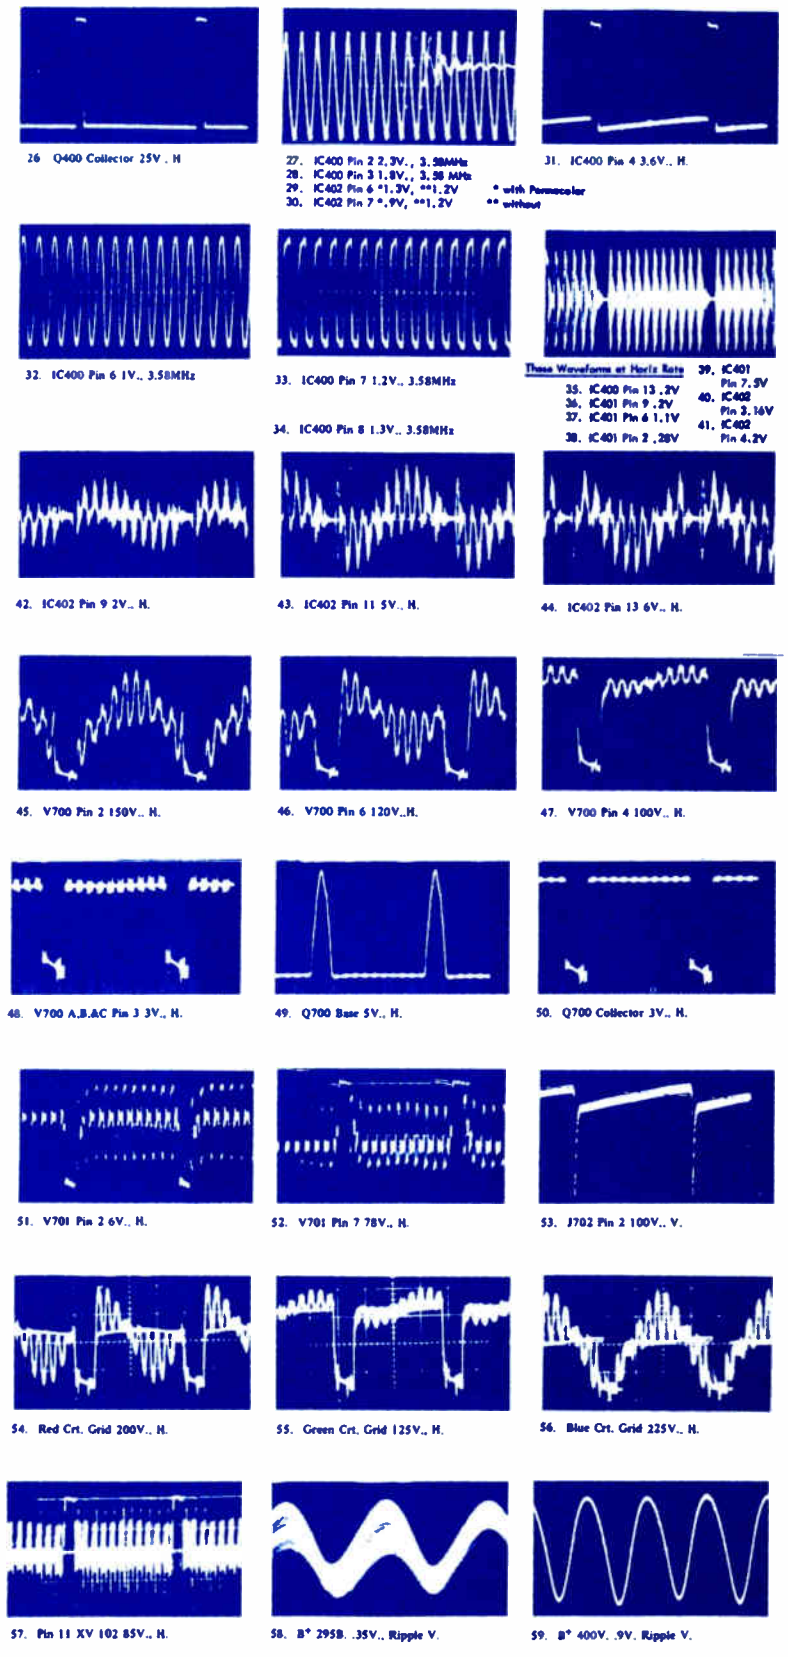 26 Q400 Collector 25V . H
27. IC400 Pin 2 2.3V., 3.58MHz
28. IC400 Pin 3 1.8V., 3.58 MHz
29. IC402 Pin 6 *1.3V, **1.2V * with Permacolor
30. IC402 Pin 7 *.9V, **1.2V ** without
31. IC400 Pin 4 3.6V.. H.
32. IC400 Pin 6 1V.. 3.58MHz
33. IC400 Pin 7 1.2V.. 3.58MHz
34. IC400 Pin 8 1.3V.. 3.58MHz
These Waveforms at Horiz Rate
35. IC400 Pin 13 .2V
36. IC401 Pin 9 .2V
37. IC401 Pin 6 1.1V
38. IC401 Pin 2 .28V
39. IC401
Pin 7.5V
40. IC402
Pin 3.16V
41. IC402
Pin 4.2V
42. IC402 Pin 9 2V.. H.
43. IC402 Pin 11 5V.. H.
44. IC402 Pin 13 6V.. H.
45. V700 Pin 2 150V.. H.
46. V700 Pin 6 120V..H.
47. V700 Pin 4 100V.. H.
48. V700 A,B,&C Pin 3 3V., H.
49. Q700 Base 5V., H.
50. Q700 Collector 3V., H.
51. V701 Pin 2 6V.. H.
52. V701 Pin 7 78V.. H.
53. J702 Pin 2 100V.. V.
54. Red Crt. Grid 200V.. H.
55. Green Crt. Grid 125V.. H.
56. Blue Crt. Grid 225V.. H.
57. Pin 11 XV 102 85V.. H.
58. B+ 295B. .35V.. Ripple V.
59. B+ 400V. .9V. Ripple V.